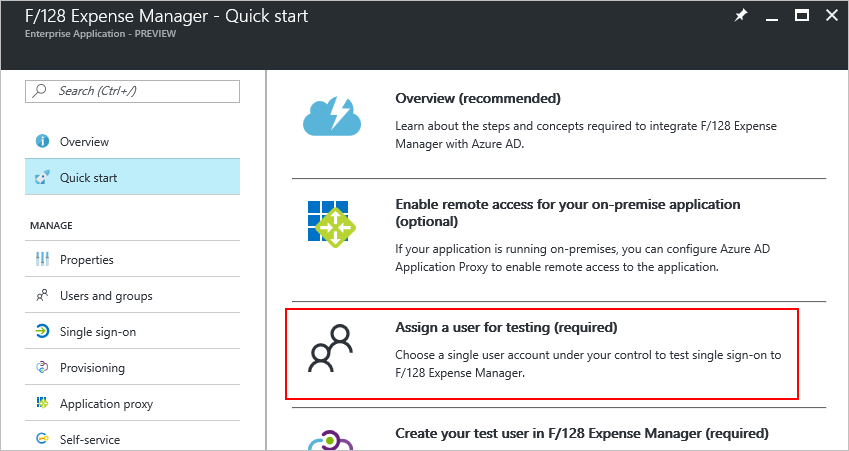 F/128 Expense Manager - Quick start
Enterprise Application - PREVIEW
Search (Ctrl+/)
Overview
Quick start
MANAGE
Properties
Users and groups
Single sign-on
Provisioning
Application proxy
Self-service
Overview (recommended)
Learn about the steps and concepts required to integrate F/128 Expense
Manager with Azure AD.
Enable remote access for your on-premise application
(optional)
If your application is running on-premises, you can configure Azure AD
Application Proxy to enable remote access to the application.
Assign a user for testing (required)
Choose a single user account under your control to test single sign-on to
F/128 Expense Manager.
Create your test user in F/128 Expense Manager (required)